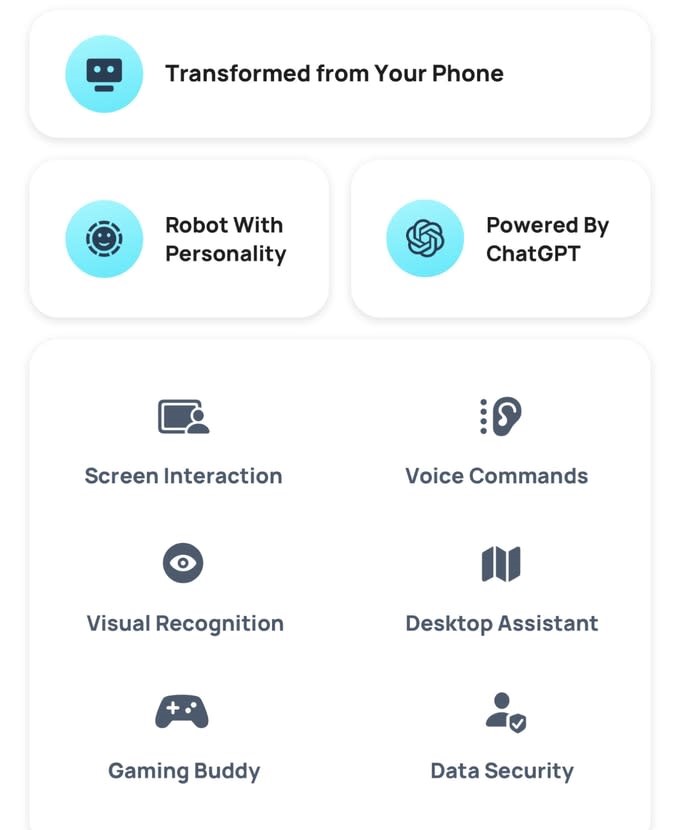 Transformed from Your Phone
Robot With
Personality
Powered By
ChatGPT
Screen Interaction
Voice Commands
Visual Recognition
Desktop Assistant
Gaming Buddy
Data Security